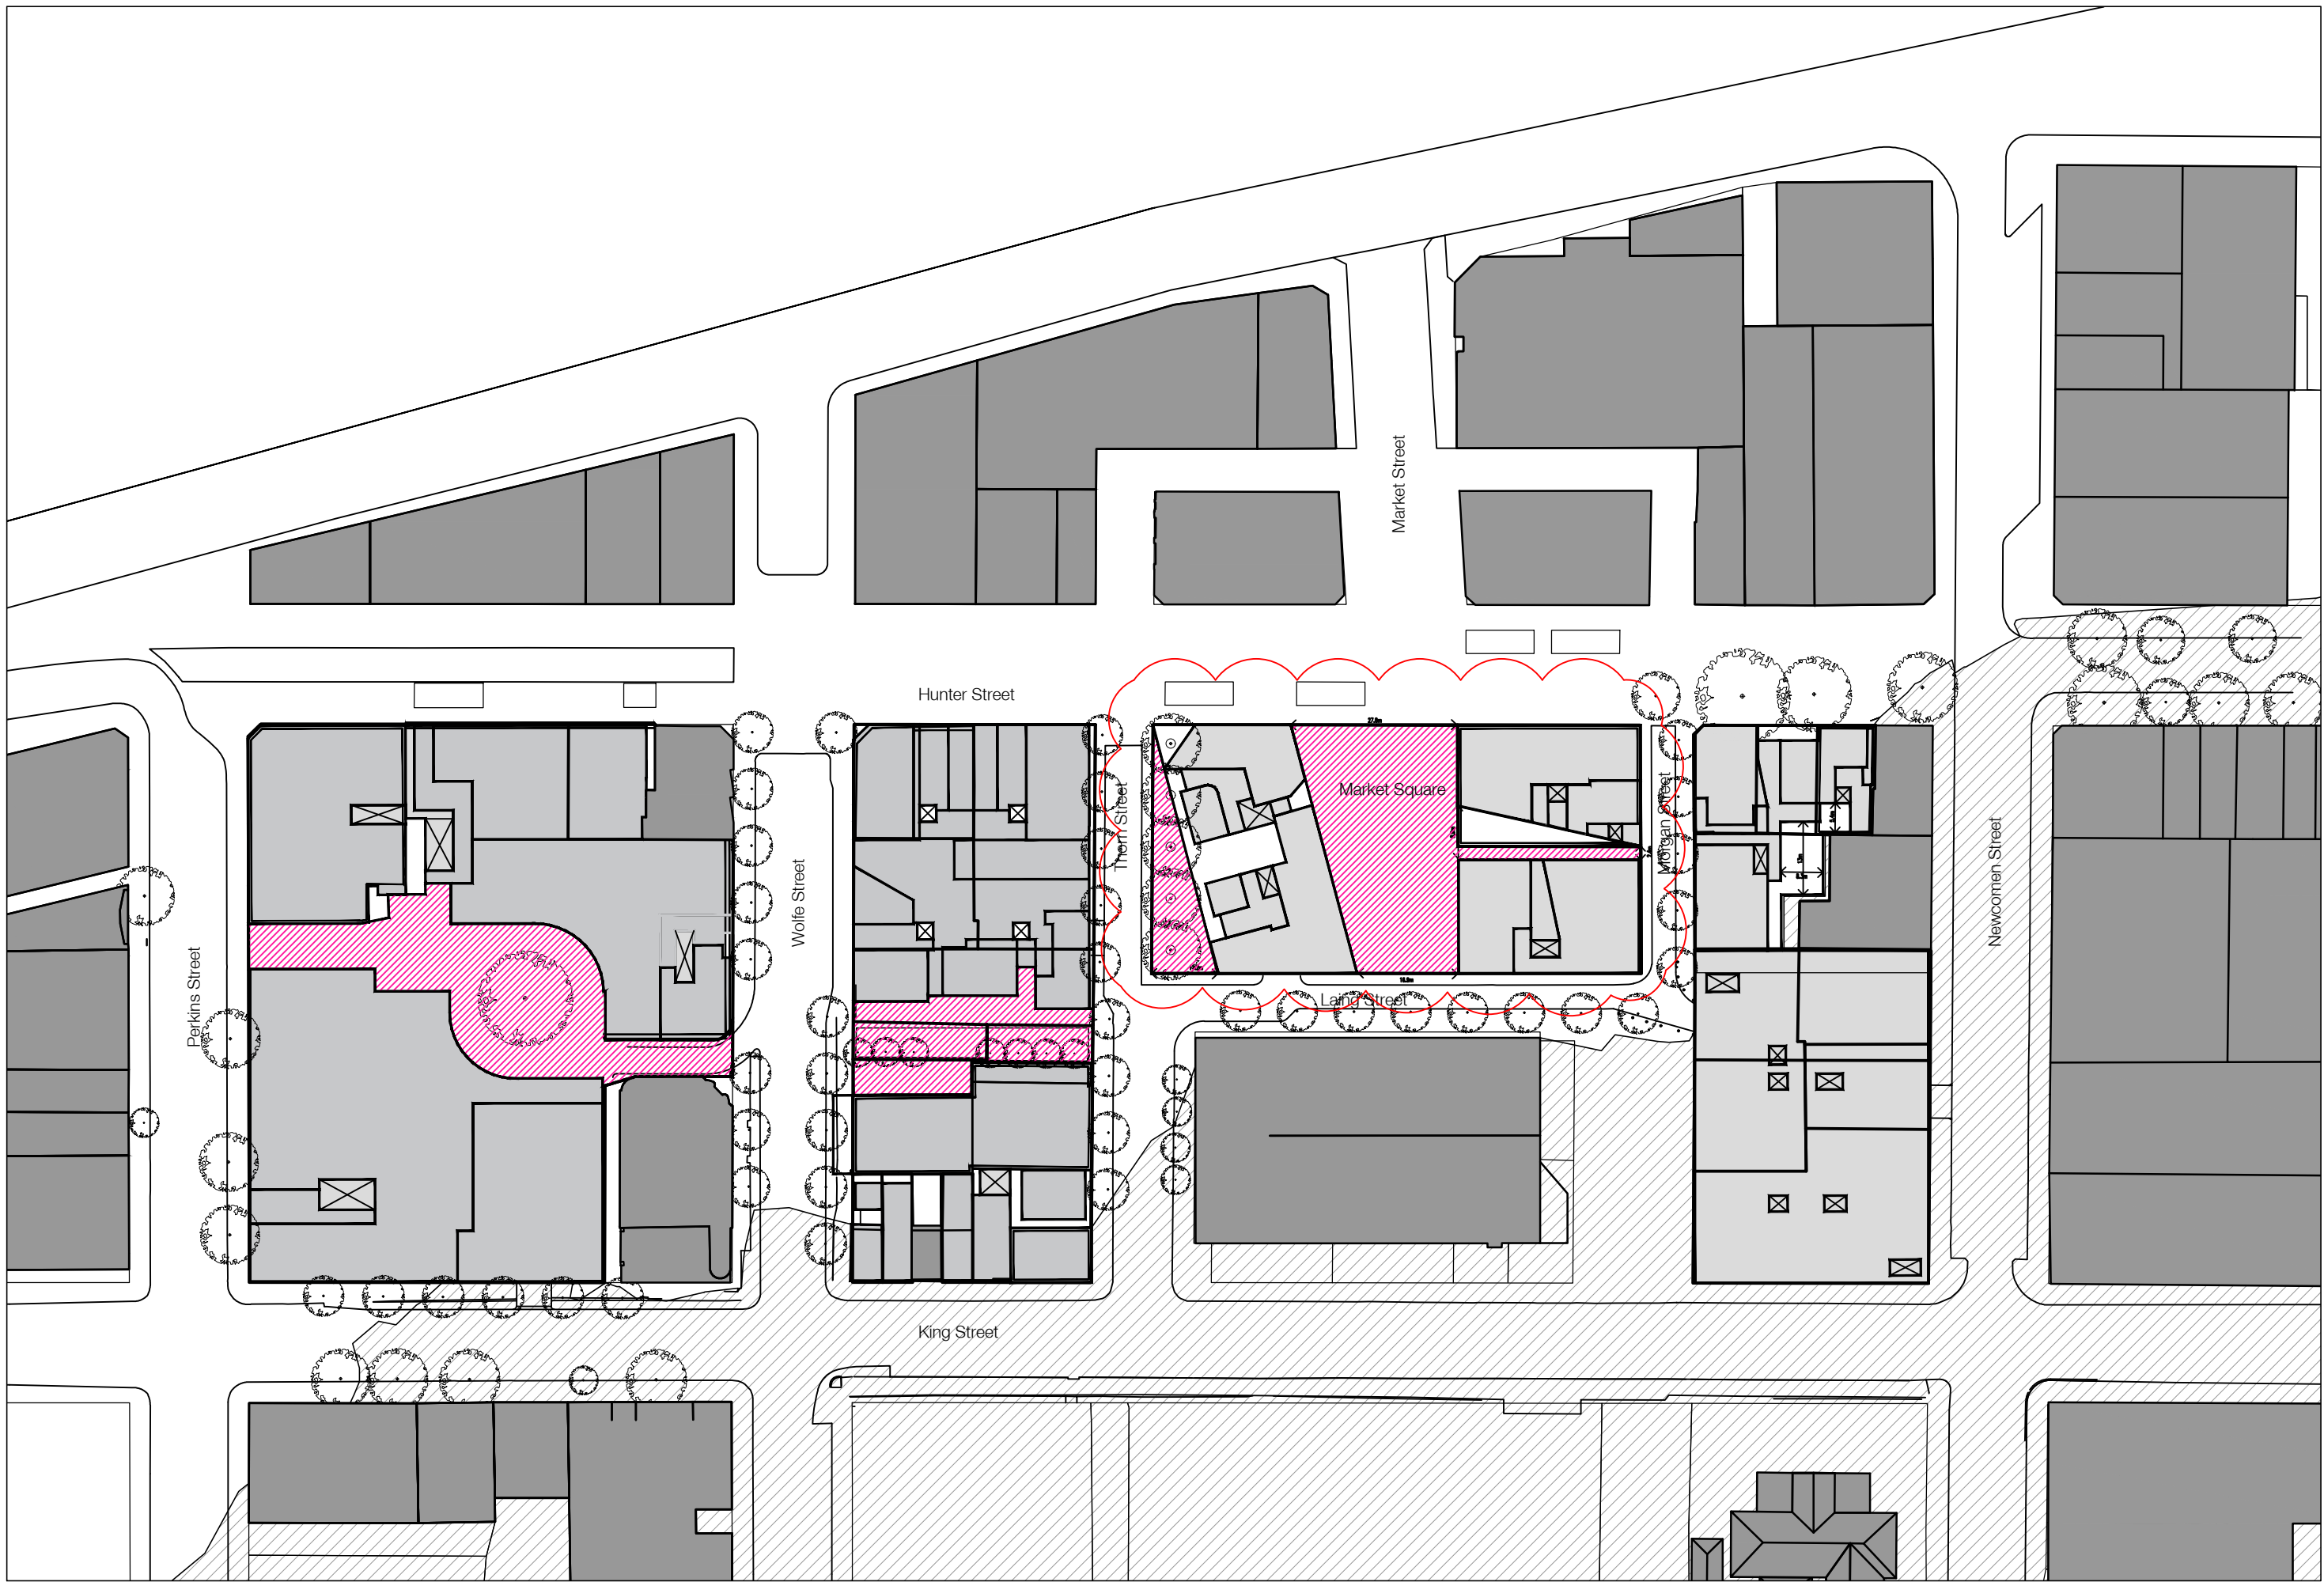 Market Street
Hunter Street
Market Square
Thorn Street
Morgan Street
Wolfe Street
Newcomen Street
Perkins Street
Laing Street
King Street